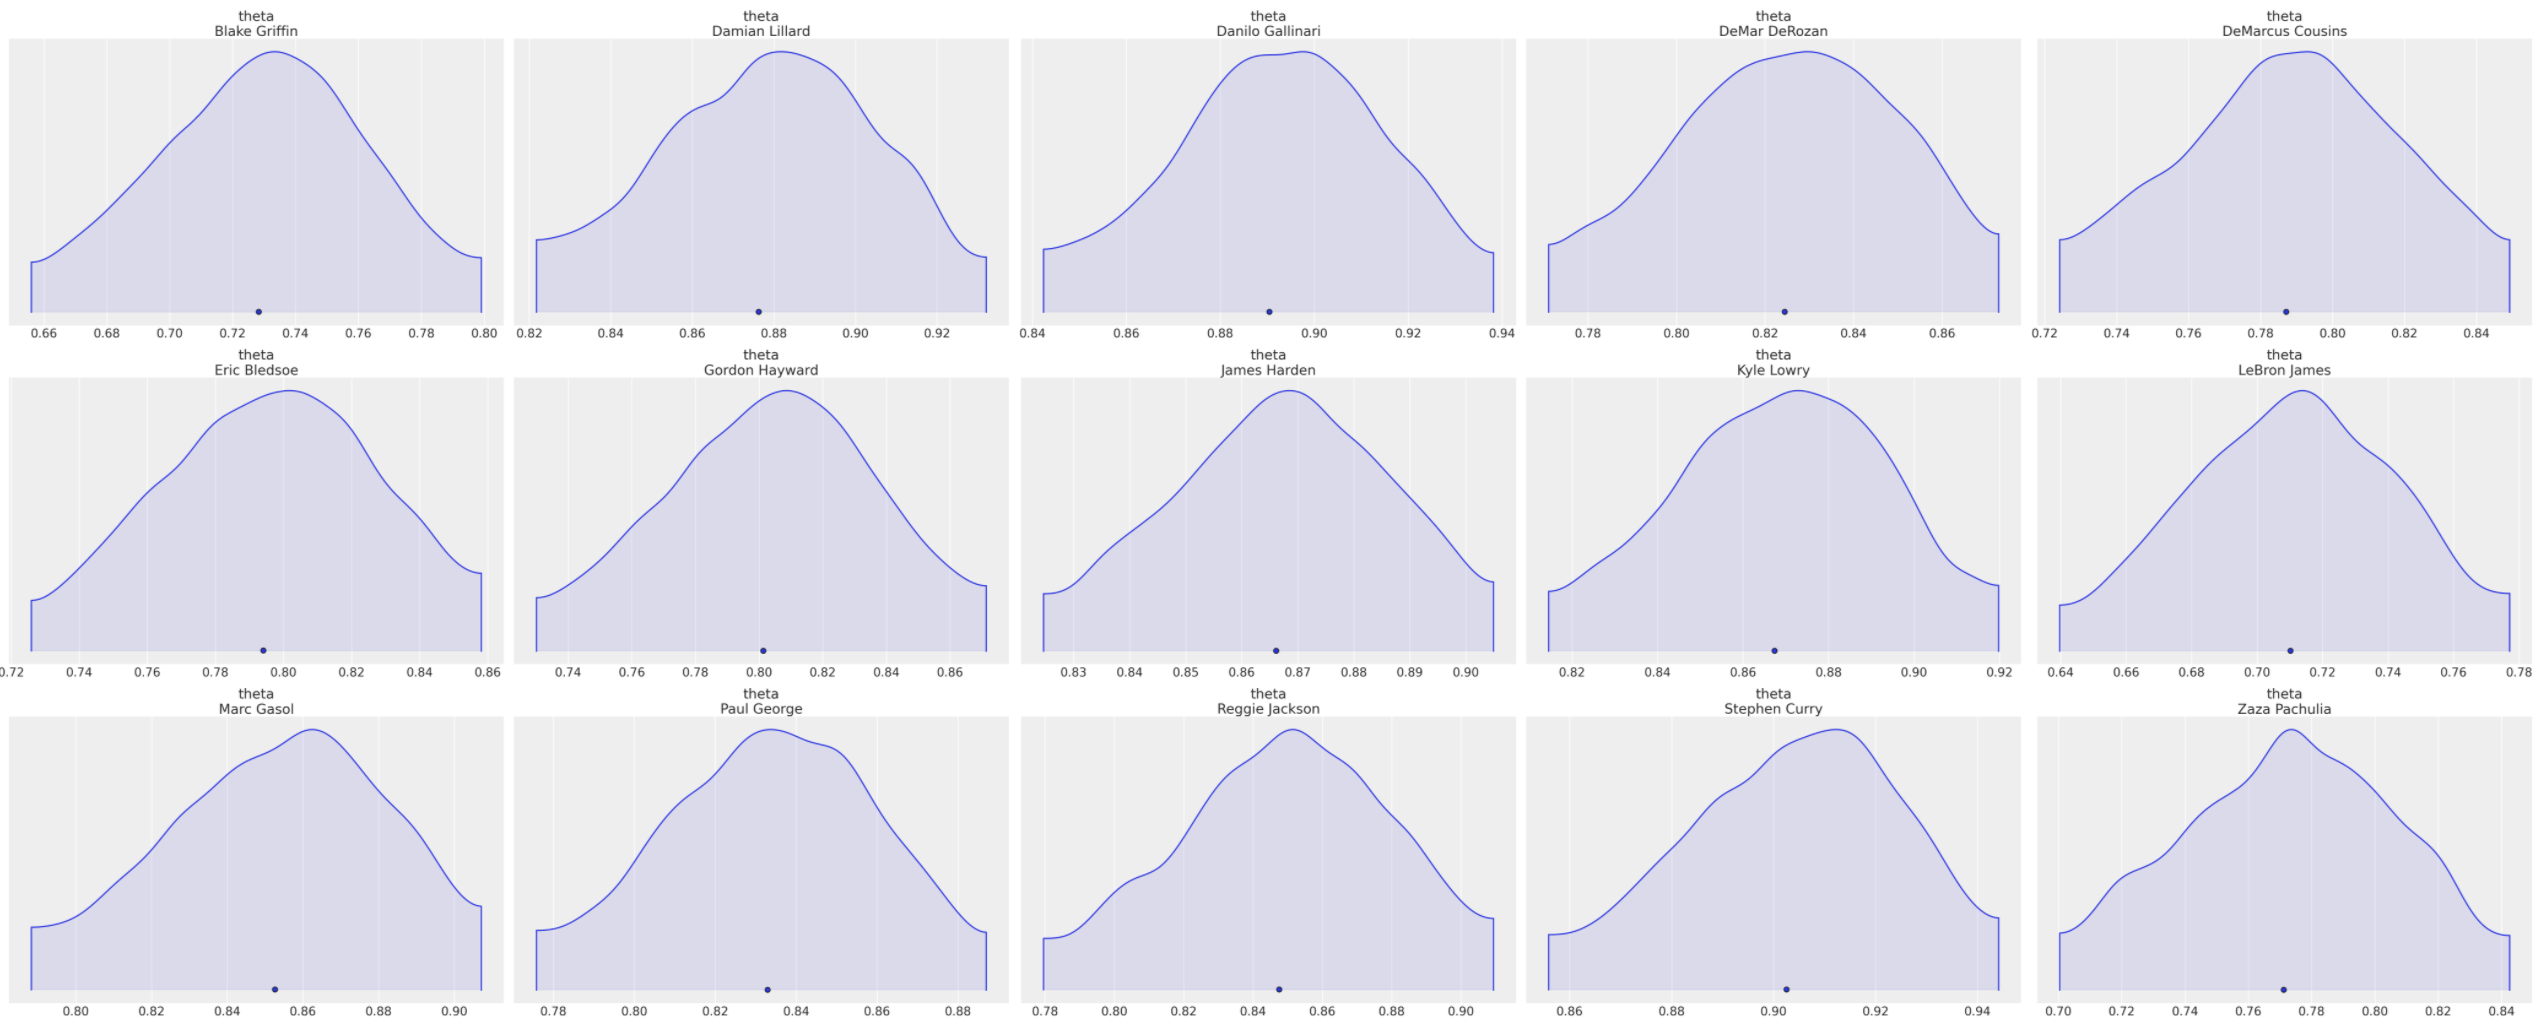 theta theta theta theta theta
Blake Griffin Damian Lillard Danilo Gallinari DeMar DeRozan DeMarcus Cousins
0.66 0.68 0.70 0.72 0.74 0.76 0.78 0.80 0.82 0.84 0.86 0.88 0.90 0.92 0.84 0.86 0.88 0.90 0.92 0.94 0.78 0.80 0.82 0.84 0.86 0.72 0.74 0.76 0.78 0.80 0.82 0.84
theta theta theta theta theta
Eric Bledsoe Gordon Hayward James Harden Kyle Lowry LeBron James
0.72 0.74 0.76 0.78 0.80 0.82 0.84 0.86 0.74 0.76 0.78 0.80 0.82 0.84 0.86 0.83 0.84 0.85 0.86 0.87 0.88 0.89 0.90 0.82 0.84 0.86 0.88 0.90 0.92 0.64 0.66 0.68 0.70 0.72 0.74 0.76 0.78
theta theta theta theta theta
Marc Gasol Paul George Reggie Jackson Stephen Curry Zaza Pachulia
0.80 0.82 0.84 0.86 0.88 0.90 0.78 0.80 0.82 0.84 0.86 0.88 0.78 0.80 0.82 0.84 0.86 0.88 0.90 0.86 0.88 0.90 0.92 0.94 0.70 0.72 0.74 0.76 0.78 0.80 0.82 0.84